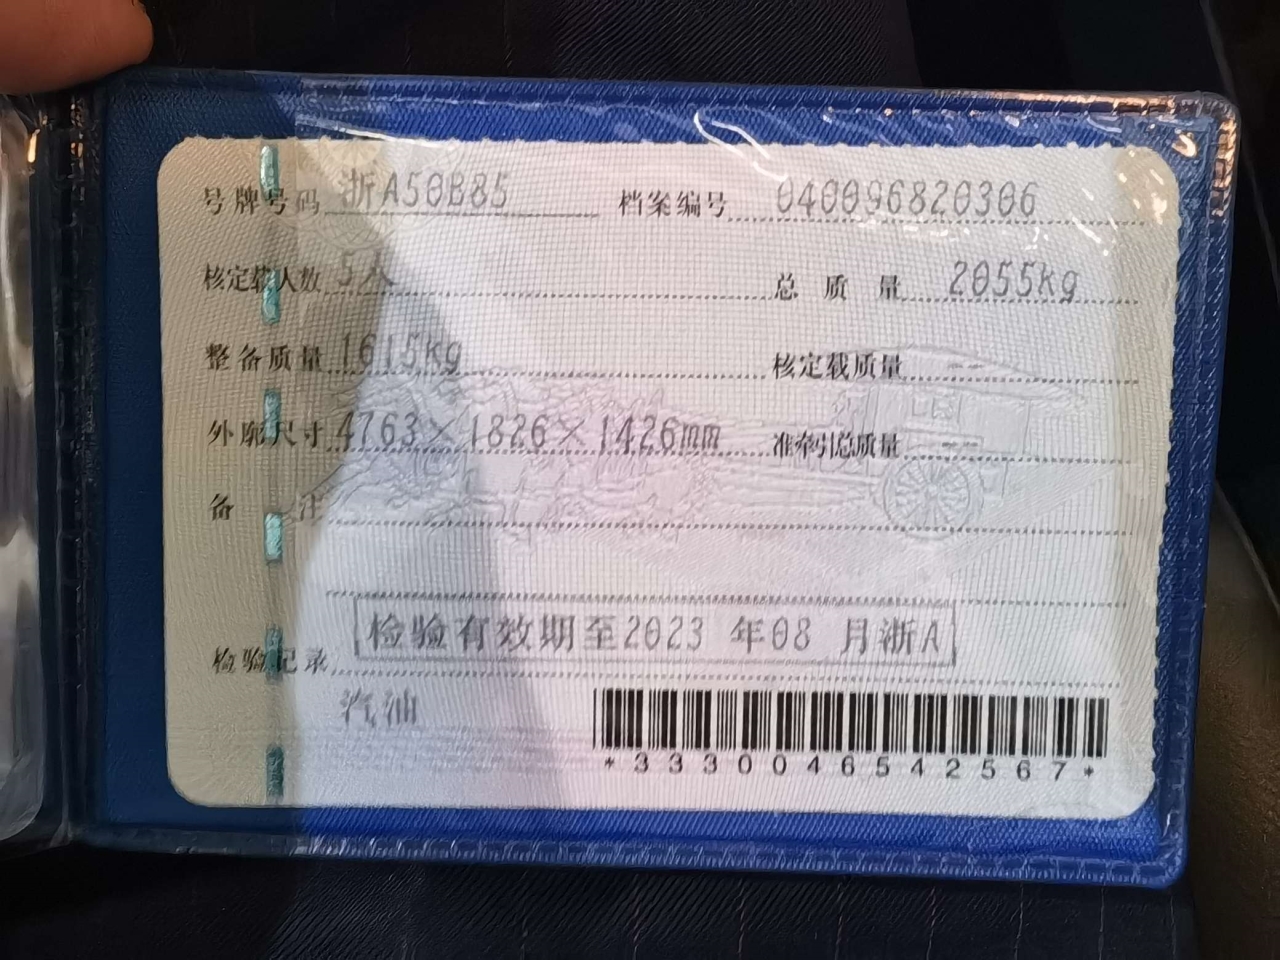 号牌号码 浙A50B85 档案编号 040096820306
核定载人数 5人 总质量 2055kg
整备质量 1615kg 核定载质量 --
外廓尺寸 4763×1826×1426mm 准牵引总质量 --
备注
检验有效期至2023年08月浙A
检验记录
汽油
*3330046542567*